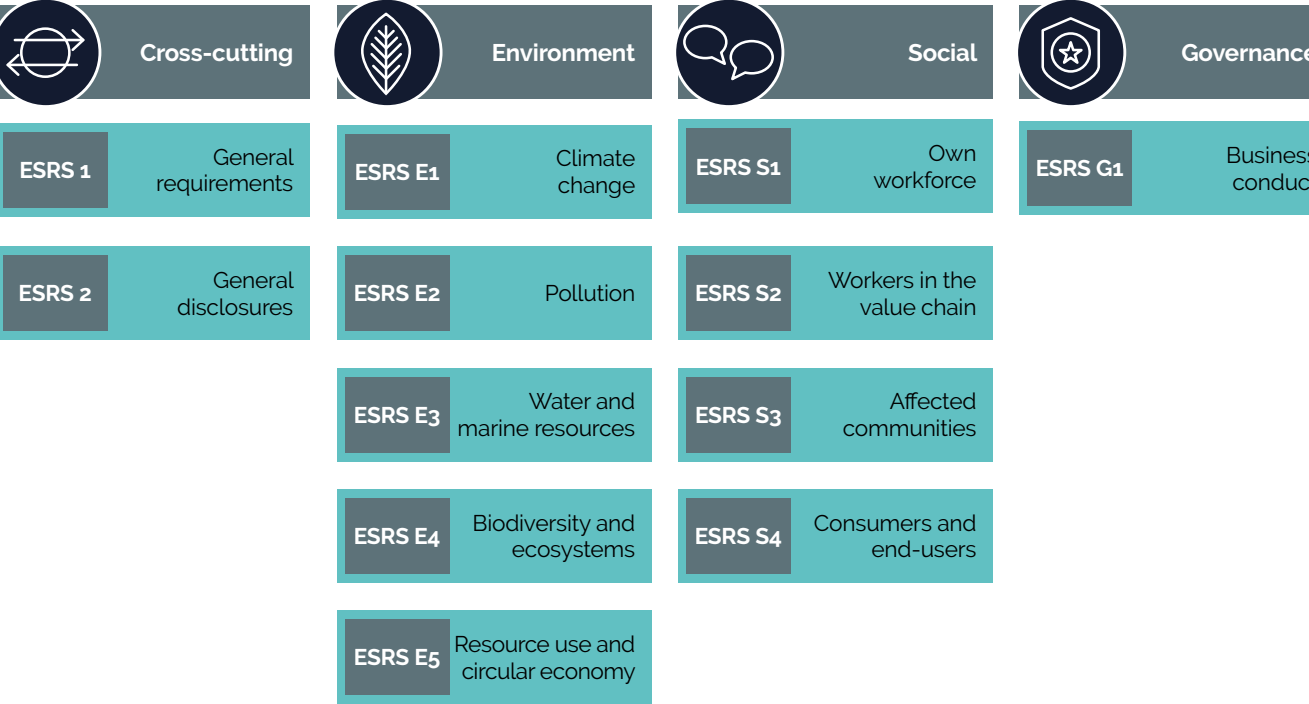 Cross-cutting
ESRS 1
General
requirements
ESRS 2
General
disclosures
Environment
ESRS E1
Climate
change
ESRS E2
Pollution
ESRS E3
Water and
marine resources
ESRS E4
Biodiversity and
ecosystems
ESRS E5
Resource use and
circular economy
Social
ESRS S1
Own
workforce
ESRS S2
Workers in the
value chain
ESRS S3
Affected
communities
ESRS S4
Consumers and
end-users
Governance
ESRS G1
Business
conduc